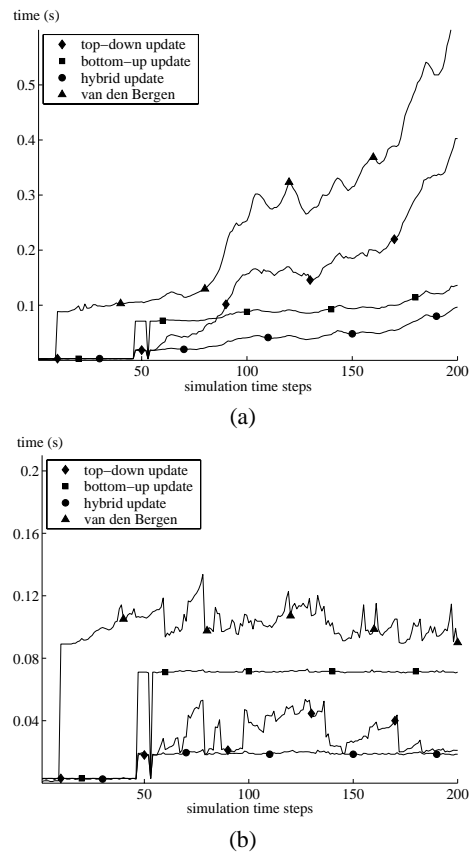 time (s)
top−down update
bottom−up update
hybrid update
van den Bergen
0.5
0.4
0.3
0.2
0.1
50 100 150 200
simulation time steps
(a)
time (s)
top−down update
bottom−up update
hybrid update
van den Bergen
0.2
0.16
0.12
0.08
0.04
50 100 150 200
simulation time steps
(b)